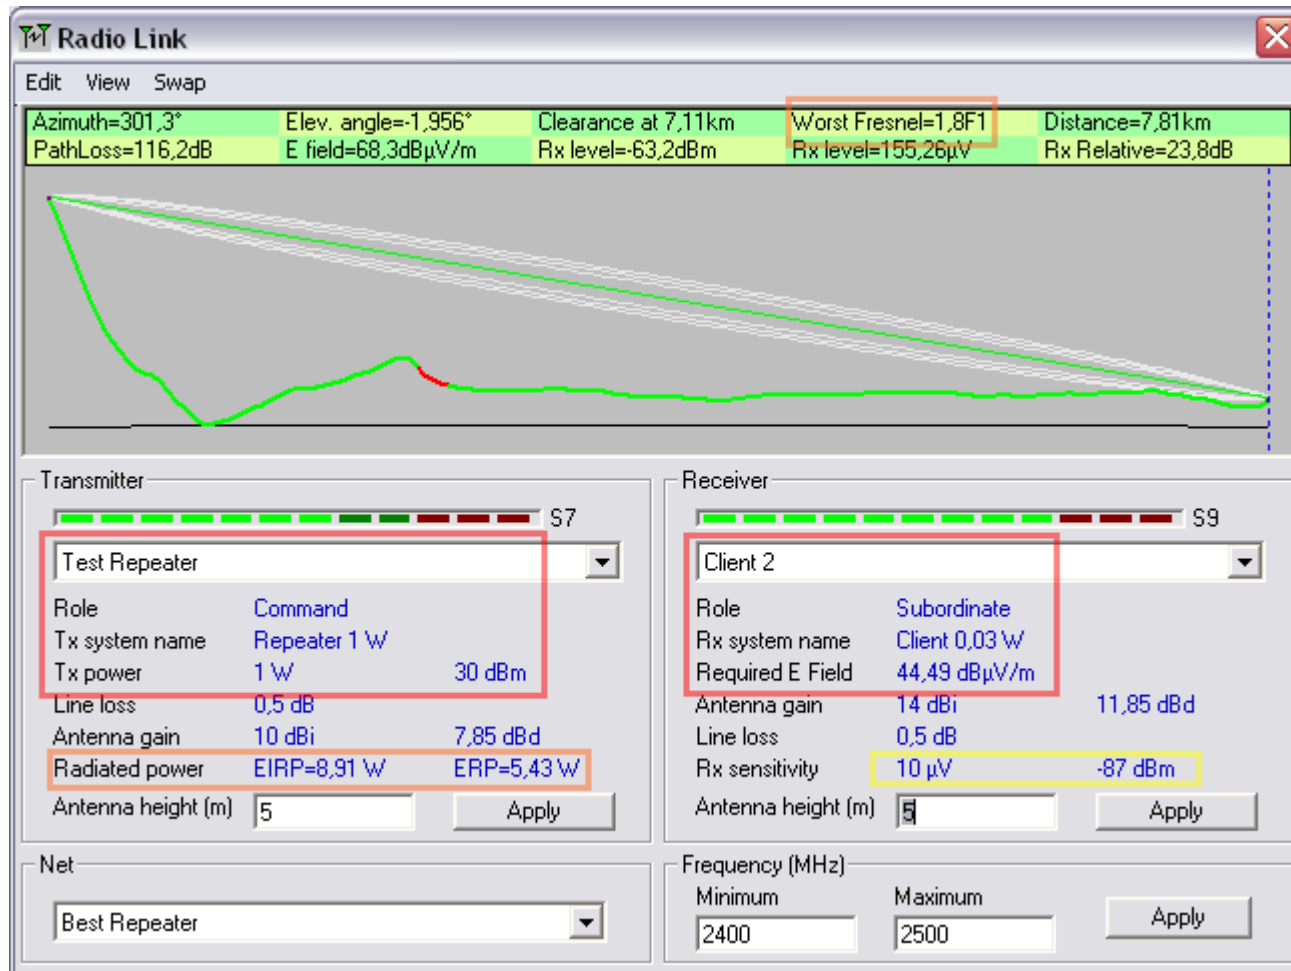 Radio Link
Edit View Swap
Azimuth=301,3° Elev. angle=-1,956° Clearance at 7,11km Worst Fresnel=1,8F1 Distance=7,81km
PathLoss=116,2dB E field=68,3dBµV/m Rx level=-63,2dBm Rx level=155,26µV Rx Relative=23,8dB
Transmitter
S7
Test Repeater
Role Command
Tx system name Repeater 1 W
Tx power 1 W 30 dBm
Line loss 0,5 dB
Antenna gain 10 dBi 7,85 dBd
Radiated power EIRP=8,91 W ERP=5,43 W
Antenna height (m) 5 Apply
Receiver
S9
Client 2
Role Subordinate
Rx system name Client 0,03 W
Required E Field 44,49 dBµV/m
Antenna gain 14 dBi 11,85 dBd
Line loss 0,5 dB
Rx sensitivity 10 µV -87 dBm
Antenna height (m) 5 Apply
Net
Best Repeater
Frequency (MHz)
Minimum Maximum
2400 2500 Apply